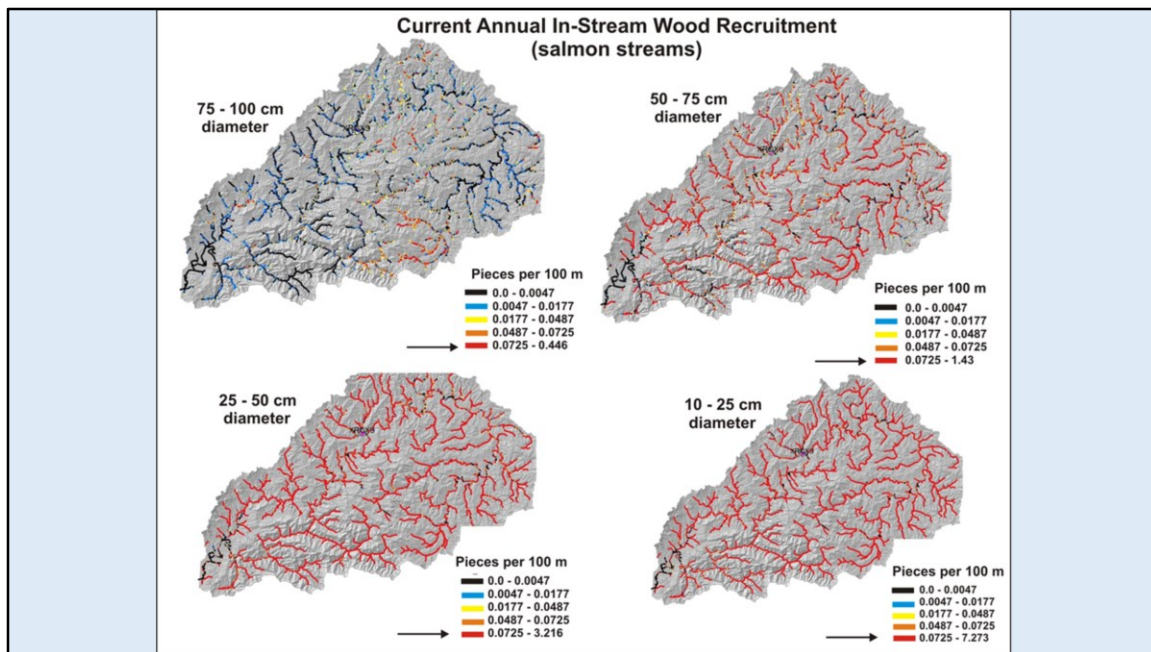 Current Annual In-Stream Wood Recruitment
(salmon streams)
75 - 100 cm
diameter
Pieces per 100 m
0.0 - 0.0047
0.0047 - 0.0177
0.0177 - 0.0487
0.0487 - 0.0725
0.0725 - 0.446
50 - 75 cm
diameter
Pieces per 100 m
0.0 - 0.0047
0.0047 - 0.0177
0.0177 - 0.0487
0.0487 - 0.0725
0.0725 - 1.43
25 - 50 cm
diameter
Pieces per 100 m
0.0 - 0.0047
0.0047 - 0.0177
0.0177 - 0.0487
0.0487 - 0.0725
0.0725 - 3.216
10 - 25 cm
diameter
Pieces per 100 m
0.0 - 0.0047
0.0047 - 0.0177
0.0177 - 0.0487
0.0487 - 0.0725
0.0725 - 7.273